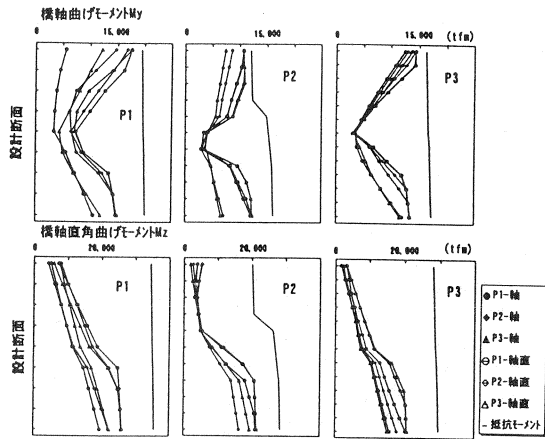 橋軸曲げモーメントMy
0 15,000 0 15,000 0 15,000 (tfm)
設計断面
P1 P2 P3
橋軸直角曲げモーメントMz
0 20,000 0 20,000 0 20,000 (tfm)
設計断面
P1 P2 P3
P1-軸
P2-軸
P3-軸
P1-軸直
P2-軸直
P3-軸直
抵抗モーメント